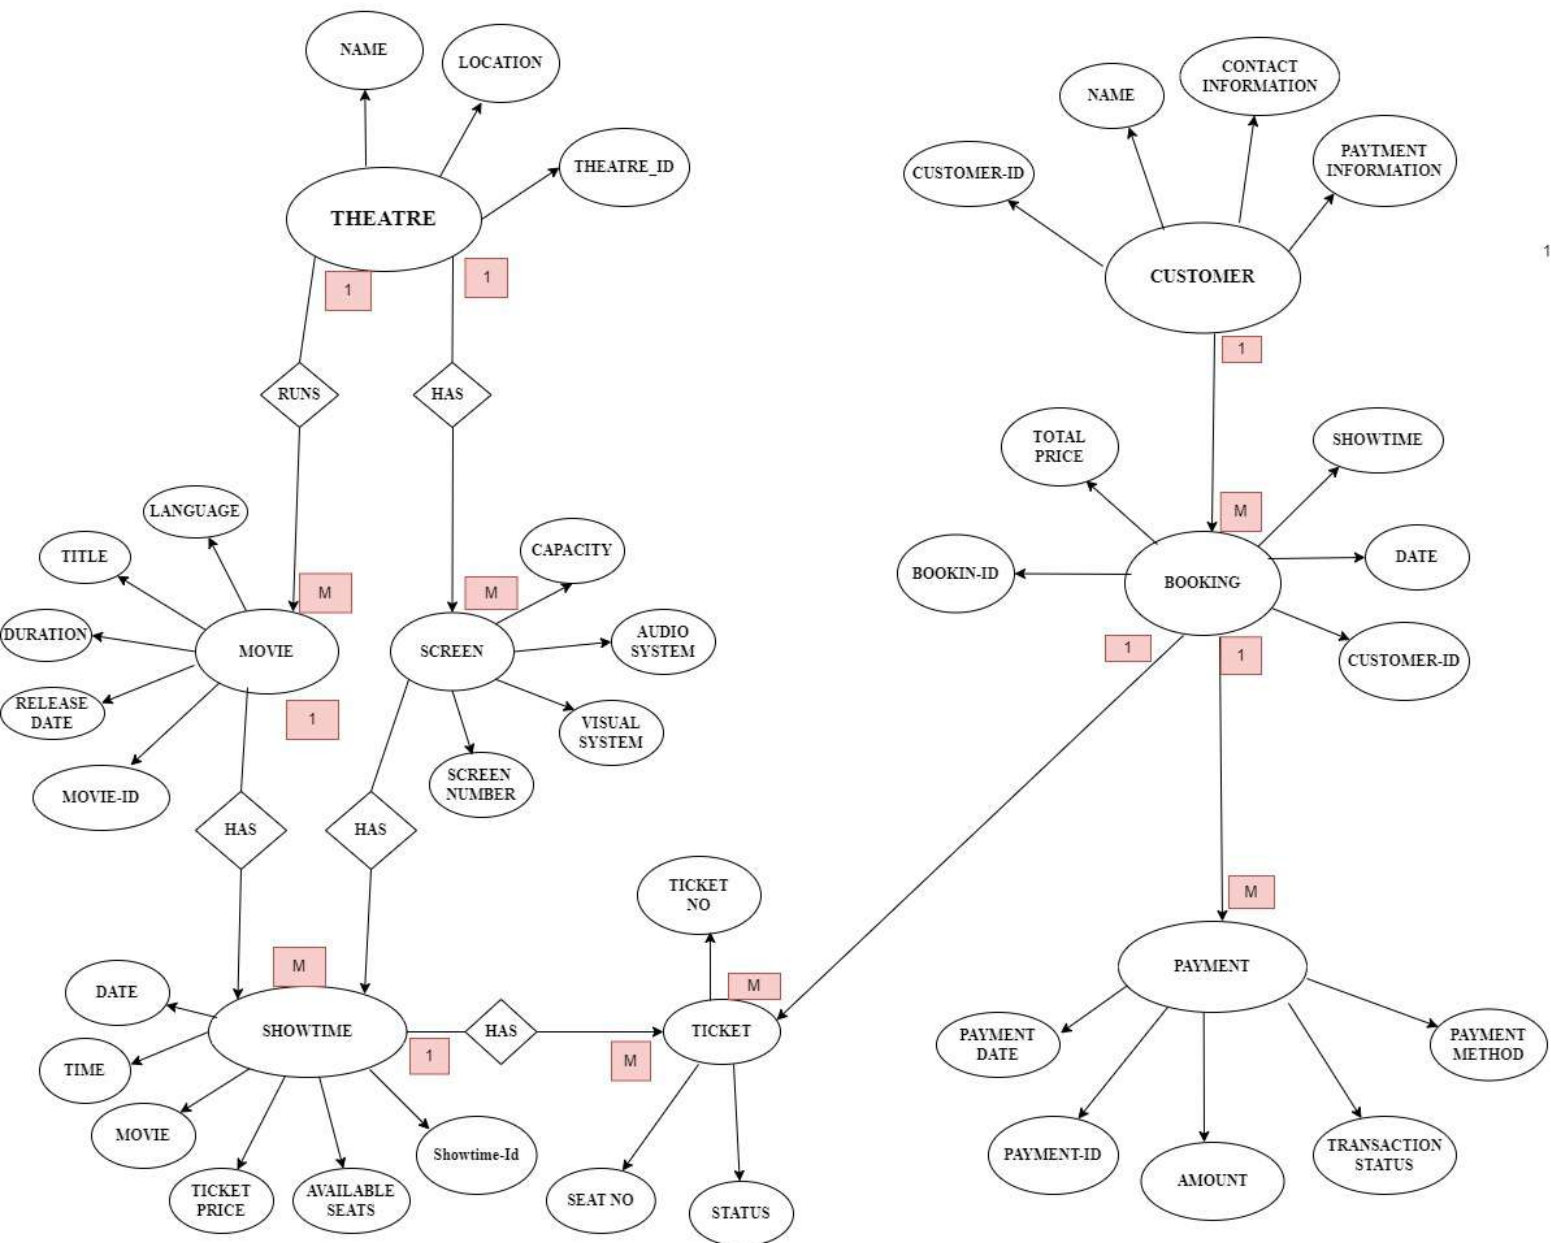 NAME
LOCATION
THEATRE_ID
THEATRE
1
1
RUNS
HAS
LANGUAGE
TITLE
DURATION
RELEASE
DATE
MOVIE-ID
M
MOVIE
1
M
CAPACITY
SCREEN
AUDIO
SYSTEM
VISUAL
SYSTEM
SCREEN
NUMBER
HAS
HAS
M
DATE
TIME
MOVIE
TICKET
PRICE
AVAILABLE
SEATS
Showtime-Id
SHOWTIME
1
HAS
M
TICKET
NO
M
TICKET
SEAT NO
STATUS
CUSTOMER-ID
NAME
CONTACT
INFORMATION
PAYTMENT
INFORMATION
CUSTOMER
1
1
TOTAL
PRICE
SHOWTIME
M
BOOKIN-ID
BOOKING
DATE
CUSTOMER-ID
1
1
M
PAYMENT
PAYMENT
DATE
PAYMENT-ID
AMOUNT
TRANSACTION
STATUS
PAYMENT
METHOD